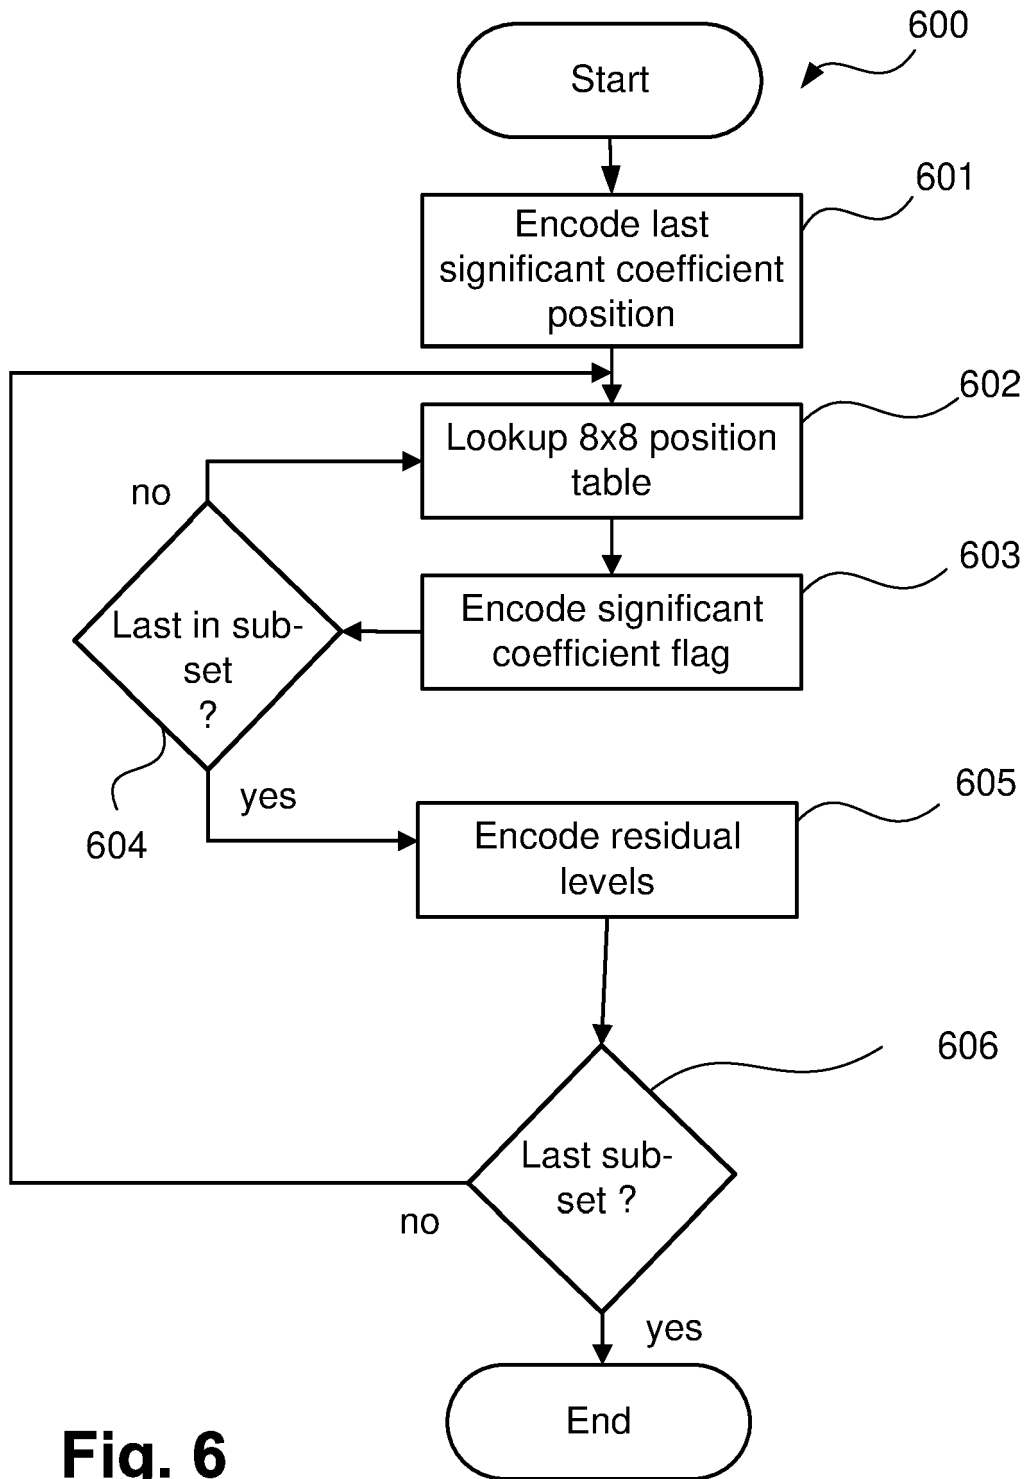 Start
600
601
Encode last
significant coefficient
position
602
Lookup 8x8 position
table
no
603
Encode significant
coefficient flag
Last in sub-
set
?
yes
604
605
Encode residual
levels
606
Last sub-
set ?
no
yes
End
Fig. 6